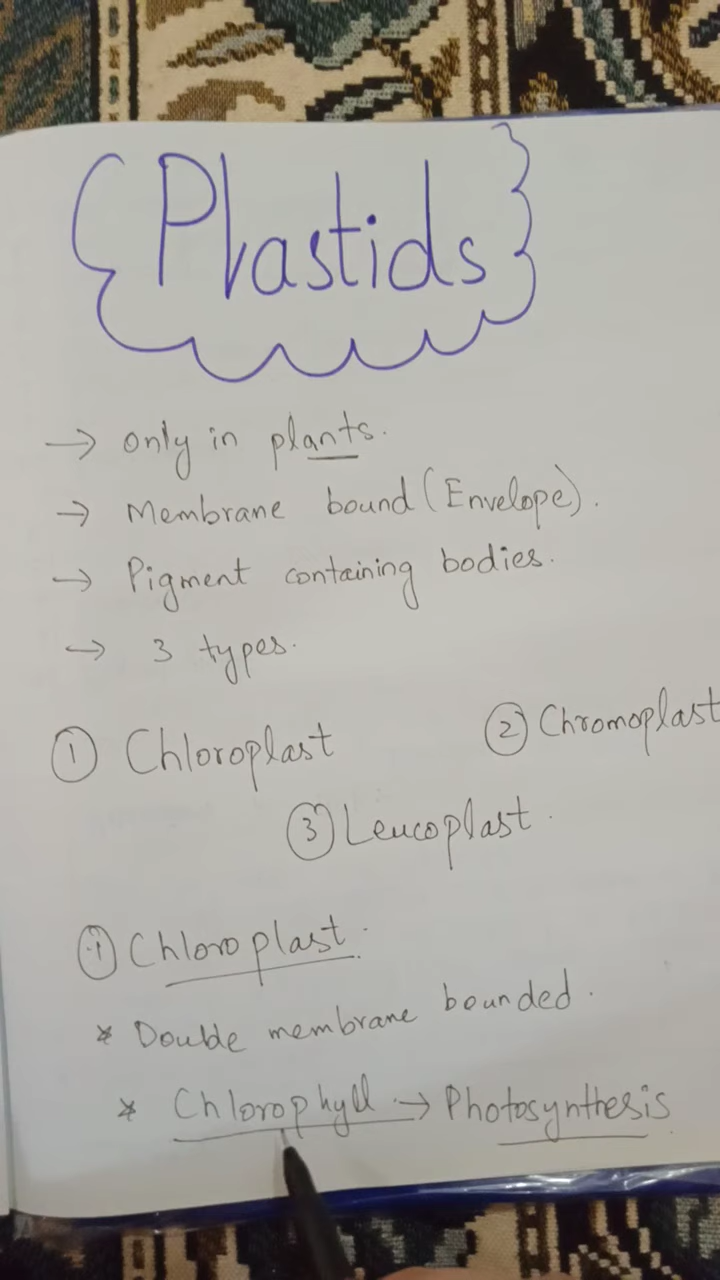 Plastids
→ only in plants.
→ Membrane bound (Envelope).
→ Pigment containing bodies.
→ 3 types.
① Chloroplast ② Chromoplast
③ Leucoplast.
① Chloroplast.
* Double membrane bounded.
* Chlorophyll → Photosynthesis